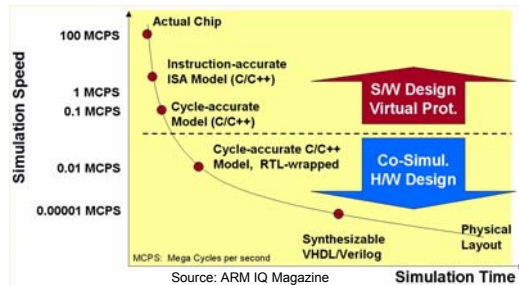 Simulation Speed
100 MCPS
1 MCPS
0.1 MCPS
0.01 MCPS
0.00001 MCPS
Actual Chip
Instruction-accurate
ISA Model (C/C++)
Cycle-accurate
Model (C/C++)
Cycle-accurate C/C++
Model, RTL-wrapped
Synthesizable
VHDL/Verilog
Physical
Layout
S/W Design
Virtual Prot.
Co-Simul.
H/W Design
MCPS: Mega Cycles per second
Source: ARM IQ Magazine
Simulation Time